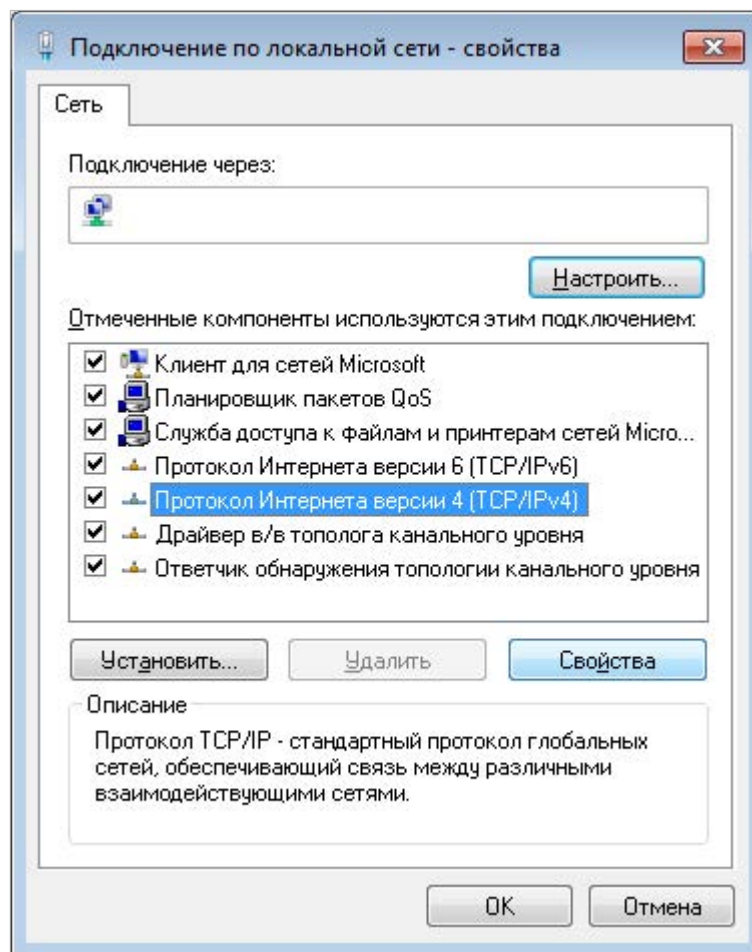 Подключение по локальной сети - свойства
Сеть
Подключение через:
Настроить...
Отмеченные компоненты используются этим подключением:
Клиент для сетей Microsoft
Планировщик пакетов QoS
Служба доступа к файлам и принтерам сетей Micro...
Протокол Интернета версии 6 (TCP/IPv6)
Протокол Интернета версии 4 (TCP/IPv4)
Драйвер в/в тополога канального уровня
Ответчик обнаружения топологии канального уровня
Установить...
Удалить
Свойства
Описание
Протокол TCP/IP - стандартный протокол глобальных
сетей, обеспечивающий связь между различными
взаимодействующими сетями.
OK
Отмена